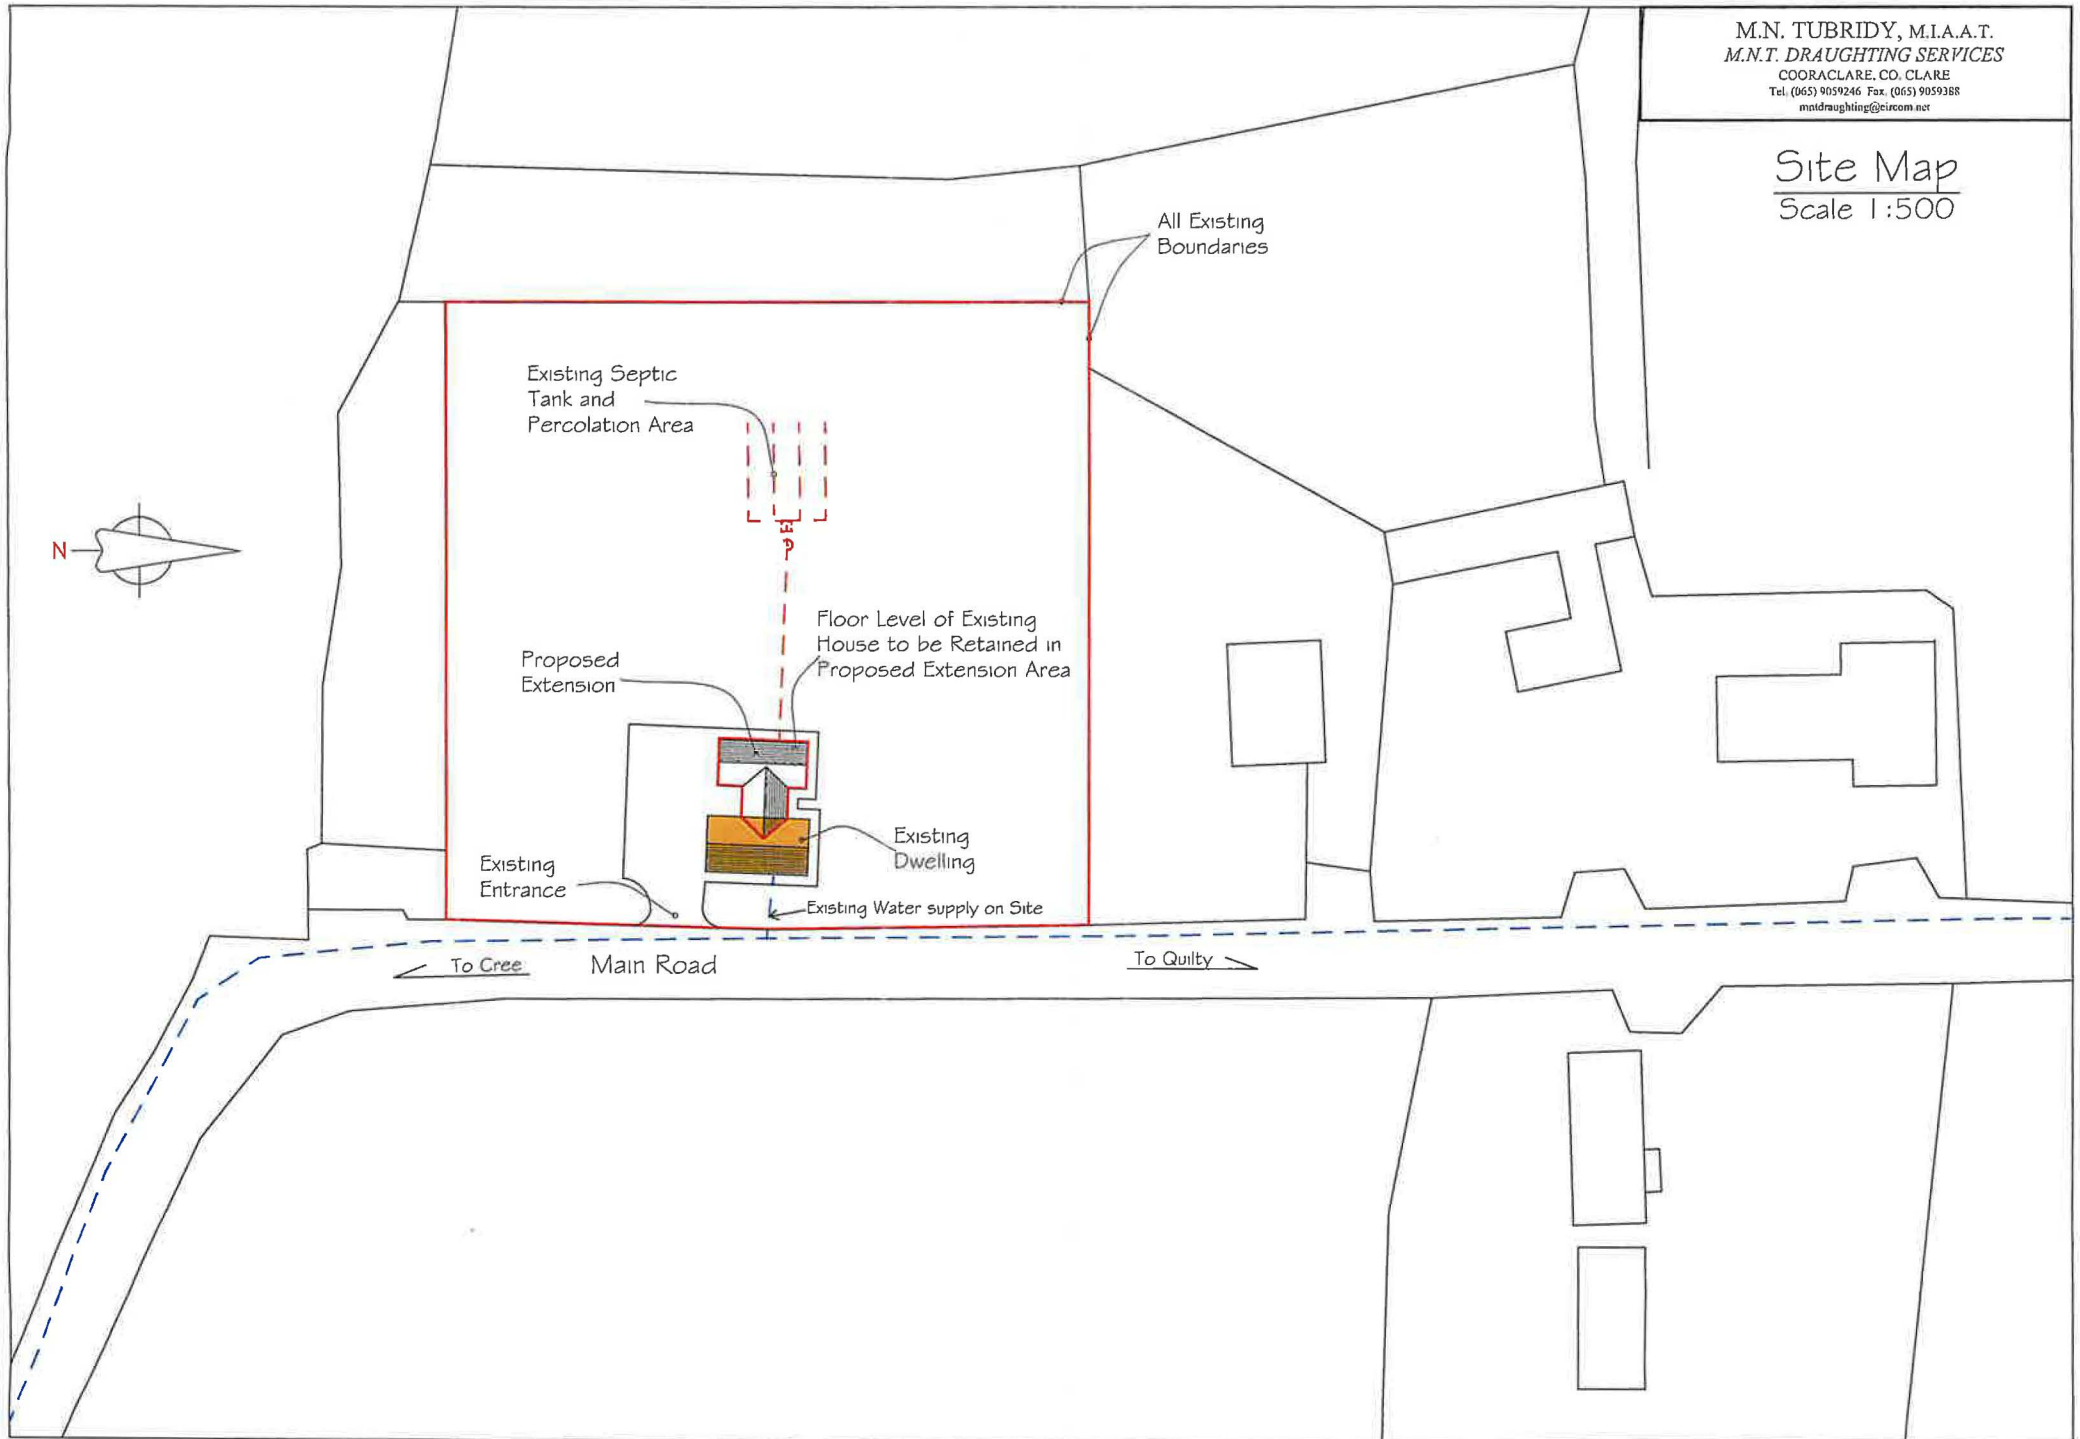 M.N. TUBRIDY, M.I.A.A.T.
M.N.T. DRAUGHTING SERVICES
COORACLARE, CO. CLARE
Tel. (065) 9059246 Fax. (065) 9059388
mntdraughting@eircom.net
Site Map
Scale 1:500
All Existing
Boundaries
Existing Septic
Tank and
Percolation Area
N
Floor Level of Existing
House to be Retained in
Proposed Extension Area
Proposed
Extension
Existing
Dwelling
Existing
Entrance
Existing Water supply on Site
To Cree
Main Road
To Quilty